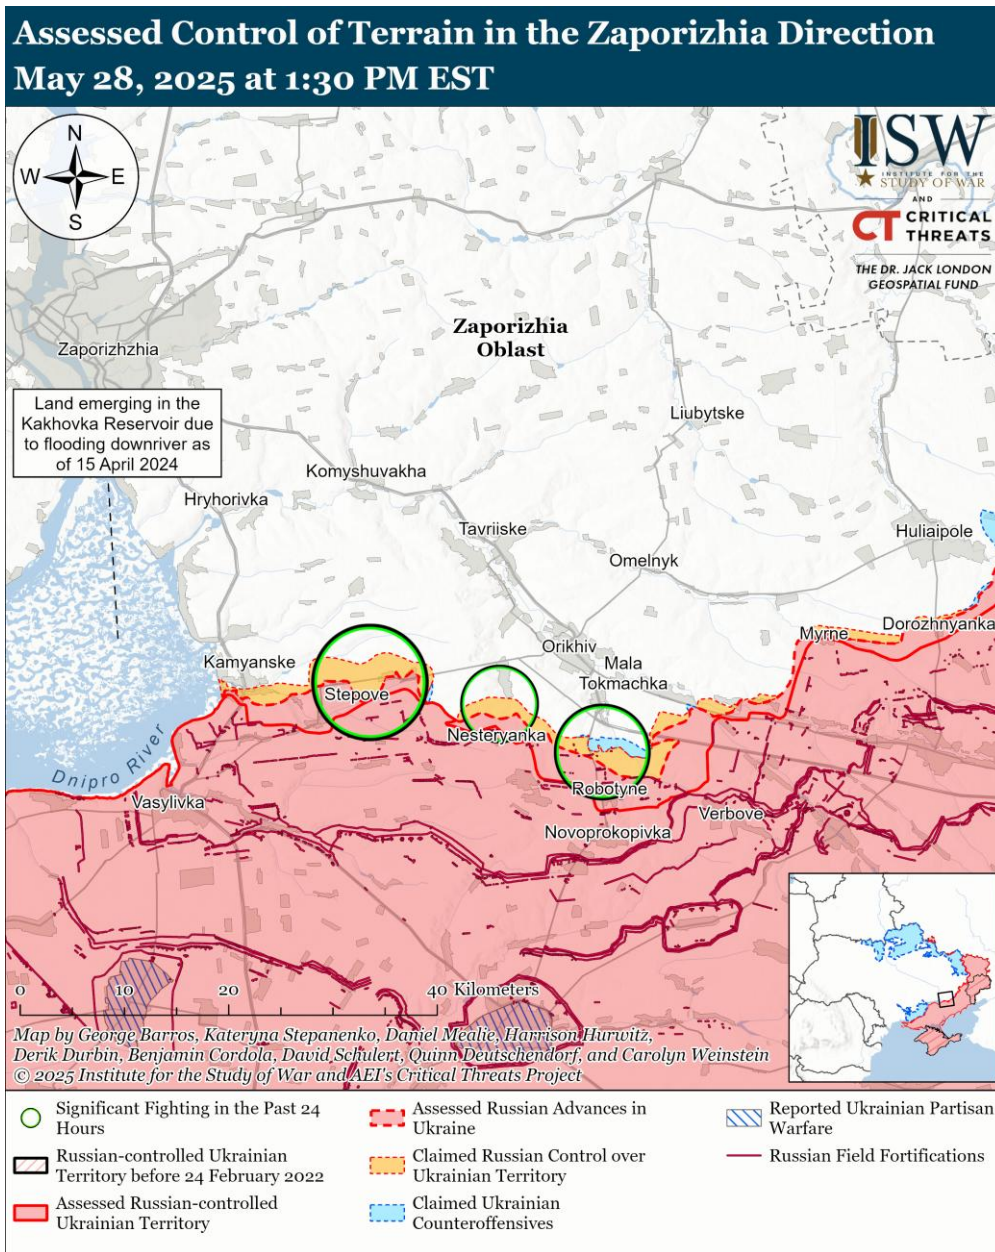 Assessed Control of Terrain in the Zaporizhia Direction
May 28, 2025 at 1:30 PM EST
N
W
E
S
ISW
INSTITUTE FOR THE
STUDY OF WAR
AND
CT CRITICAL
THREATS
THE DR. JACK LONDON
GEOSPATIAL FUND
Zaporizhia
Oblast
Zaporizhzhia
Land emerging in the
Kakhovka Reservoir due
to flooding downriver as
of 15 April 2024
Liubytske
Komyshuvakha
Hryhorivka
Tavriiske
Huliaipole
Omelnyk
Dorozhnyanka
Myrne
Orikhiv
Kamyanske
Mala
Tokmachka
Stepove
Nesteryanka
Dnipro River
Robotyne
Vasylivka
Verbove
Novoprokopivka
0
10
20
40 Kilometers
Map by George Barros, Kateryna Stepanenko, Daniel Mealie, Harrison Hurwitz,
Derik Durbin, Benjamin Cordola, David Schulert, Quinn Deutschendorf, and Carolyn Weinstein
© 2025 Institute for the Study of War and AEI's Critical Threats Project
Significant Fighting in the Past 24
Hours
Russian-controlled Ukrainian
Territory before 24 February 2022
Assessed Russian-controlled
Ukrainian Territory
Assessed Russian Advances in
Ukraine
Claimed Russian Control over
Ukrainian Territory
Claimed Ukrainian
Counteroffensives
Reported Ukrainian Partisan
Warfare
Russian Field Fortifications